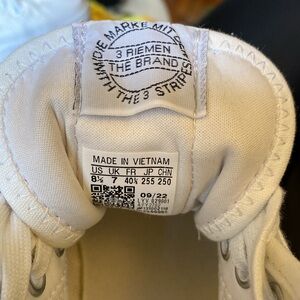 DIE MARKE MIT DEN
3 RIEMEN
THE BRAND
WITH THE 3 STRIPES
MADE IN VIETNAM
US UK FR JP CHN
8½ 7 40⅔ 255 250
09/22